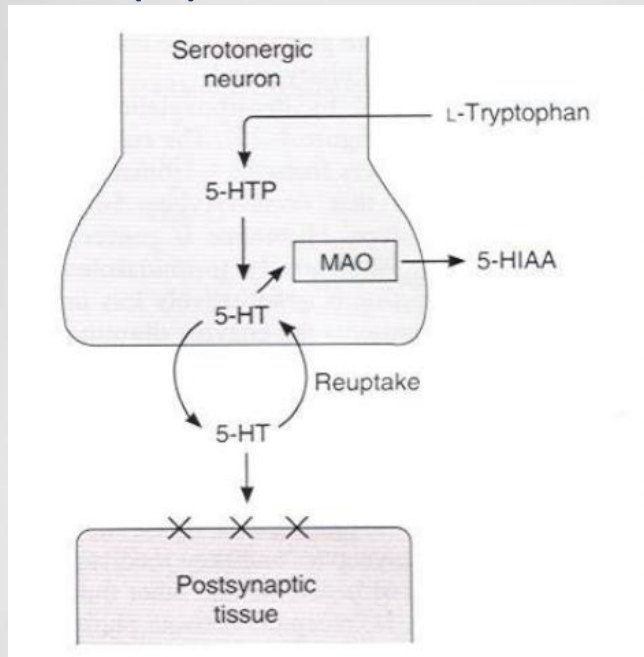 Serotonergic
neuron
L-Tryptophan
5-HTP
MAO
5-HIAA
5-HT
Reuptake
5-HT
Postsynaptic
tissue